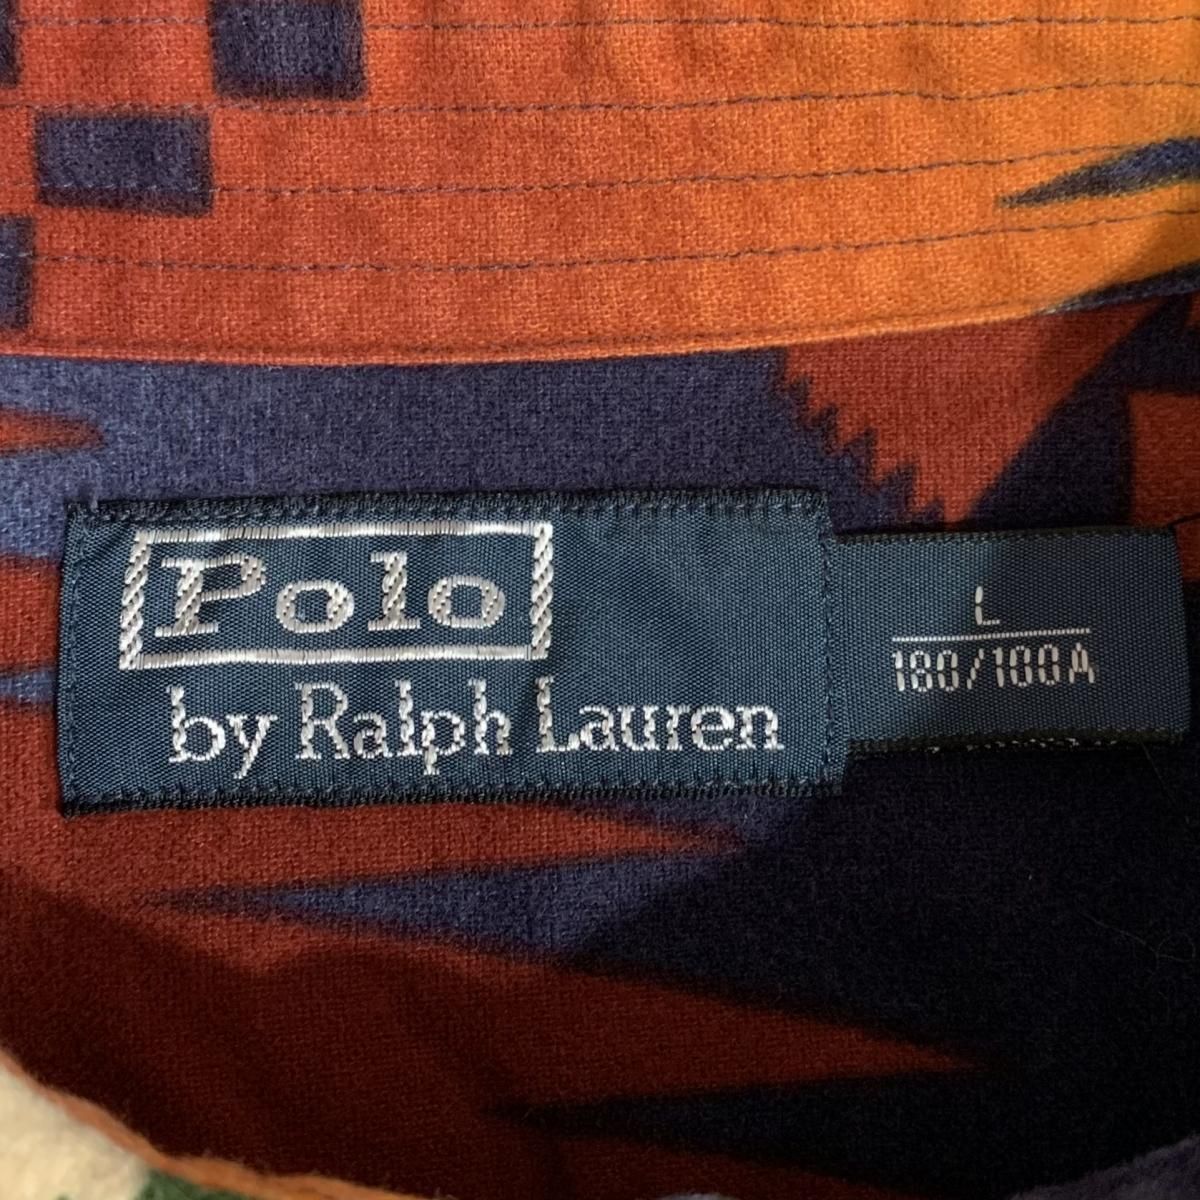 Polo
by Ralph Lauren
L
180/100A